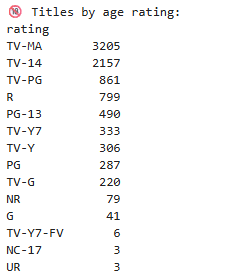 🔞 Titles by age rating:
rating
TV-MA       3205
TV-14       2157
TV-PG        861
R            799
PG-13        490
TV-Y7        333
TV-Y         306
PG           287
TV-G         220
NR            79
G             41
TV-Y7-FV       6
NC-17          3
UR             3